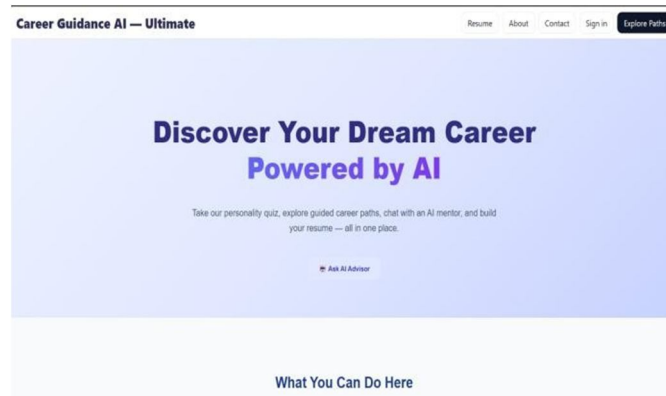 Career Guidance AI — Ultimate
Resume About Contact Sign in Explore Paths
Discover Your Dream Career
Powered by AI
Take our personality quiz, explore guided career paths, chat with an AI mentor, and build
your resume — all in one place.
Ask AI Advisor
What You Can Do Here